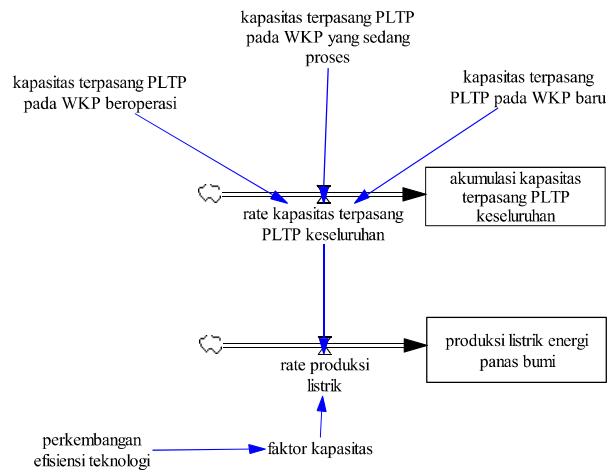 kapasitas terpasang PLTP
pada WKP yang sedang
proses
kapasitas terpasang PLTP
pada WKP beroperasi
kapasitas terpasang
PLTP pada WKP baru
akumulasi kapasitas
terpasang PLTP
keseluruhan
rate kapasitas terpasang
PLTP keseluruhan
produksi listrik energi
panas bumi
rate produksi
listrik
perkembangan
efisiensi teknologi
faktor kapasitas